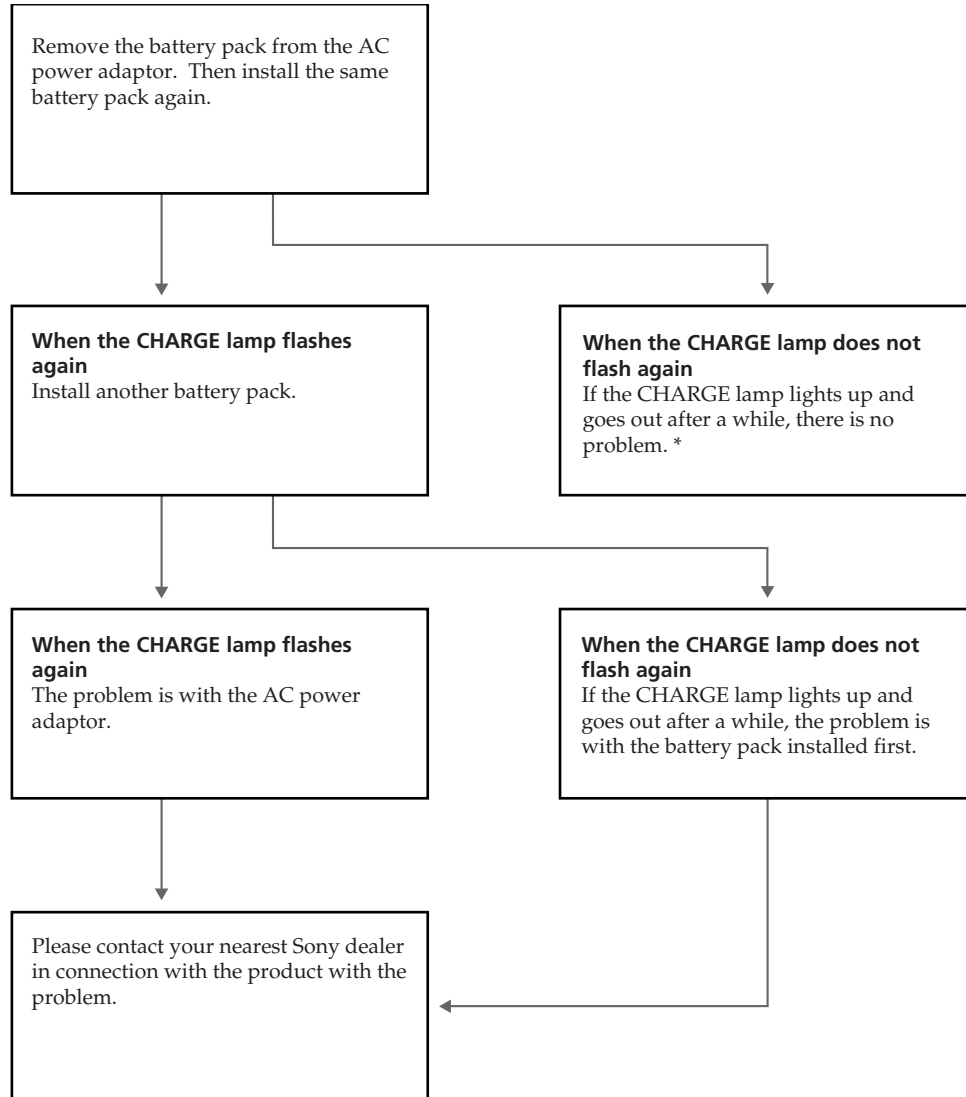 Remove the battery pack from the AC
power adaptor.  Then install the same
battery pack again.
When the CHARGE lamp flashes
again
Install another battery pack.
When the CHARGE lamp does not
flash again
If the CHARGE lamp lights up and
goes out after a while, there is no
problem. *
When the CHARGE lamp flashes
again
The problem is with the AC power
adaptor.
When the CHARGE lamp does not
flash again
If the CHARGE lamp lights up and
goes out after a while, the problem is
with the battery pack installed first.
Please contact your nearest Sony dealer
in connection with the product with the
problem.